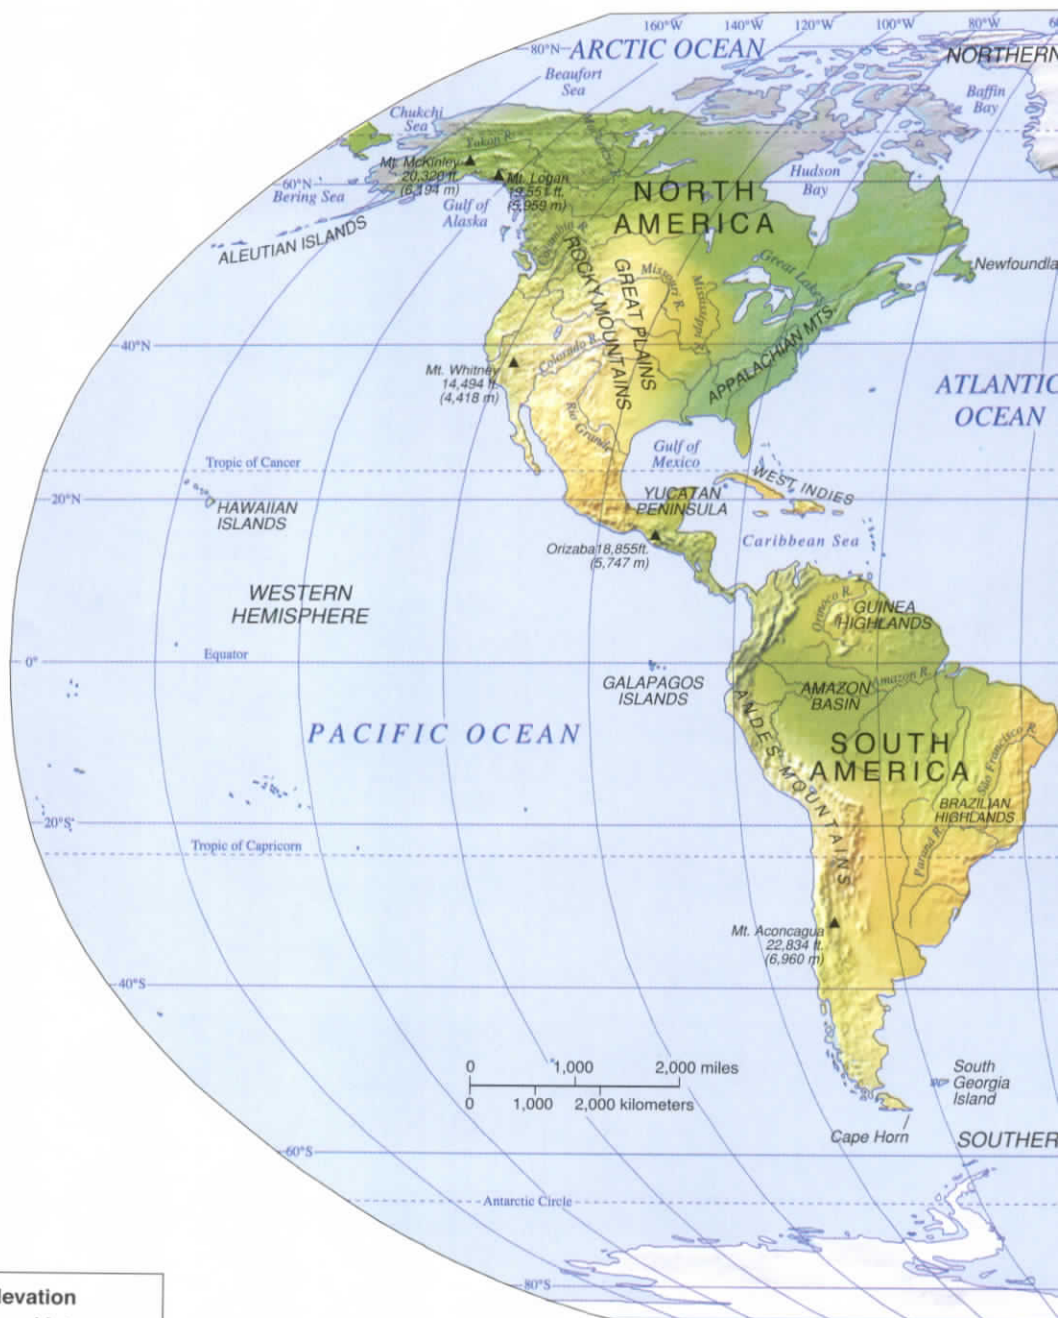 160°W 140°W 120°W 100°W 80°W
80°N
ARCTIC OCEAN
NORTHERN
Beaufort
Sea
Baffin
Bay
Chukchi
Sea
Yukon R.
Mt. McKinley
20,320 ft.
(6,194 m)
Mt. Logan
19,551 ft.
(5,959 m)
60°N
Bering Sea
Gulf of
Alaska
Hudson
Bay
NORTH
AMERICA
ALEUTIAN ISLANDS
Columbia R.
ROCKY MOUNTAINS
GREAT PLAINS
Missouri R.
Mississippi R.
Great Lakes
Newfoundla
APPALACHIAN MTS.
40°N
Colorado R.
Mt. Whitney
14,494 ft.
(4,418 m)
Rio Grande
ATLANTIC
OCEAN
Gulf of
Mexico
Tropic of Cancer
20°N
HAWAIIAN
ISLANDS
YUCATAN
PENINSULA
WEST INDIES
Orizaba18,855ft.
(5,747 m)
Caribbean Sea
WESTERN
HEMISPHERE
Orinoco R.
GUINEA
HIGHLANDS
0°
Equator
GALAPAGOS
ISLANDS
AMAZON
BASIN
Amazon R.
ANDES MOUNTAINS
PACIFIC OCEAN
SOUTH
AMERICA
São Francisco R.
BRAZILIAN
HIGHLANDS
Paraná R.
20°S
Tropic of Capricorn
Mt. Aconcagua
22,834 ft.
(6,960 m)
40°S
0 1,000 2,000 miles
0 1,000 2,000 kilometers
South
Georgia
Island
Cape Horn
SOUTHER
60°S
Antarctic Circle
80°S
levation